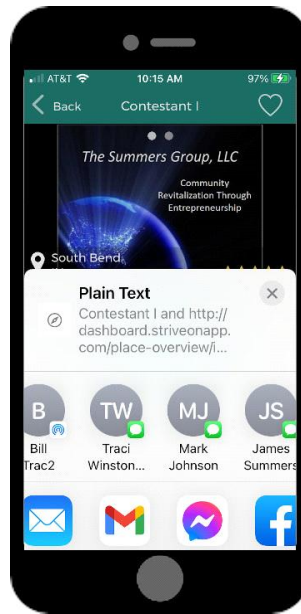 AT&T 10:15 AM 97%
Back Contestant I
The Summers Group, LLC
Community
Revitalization Through
Entrepreneurship
South Bend
Plain Text
Contestant I and http://
dashboard.striveonapp.
com/place-overview/i...
B TW MJ JS
Bill Traci Mark James
Trac2 Winston... Johnson Summers